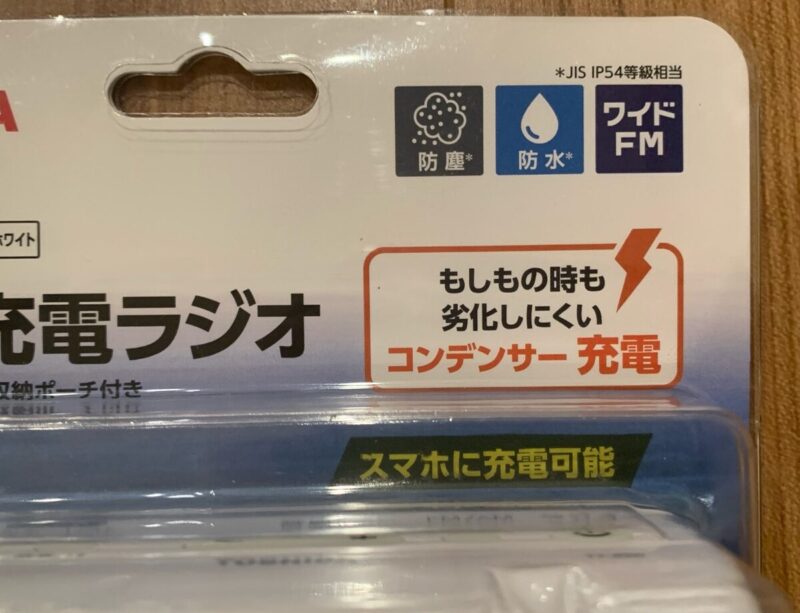 *JIS IP54等級相当
A
防塵*
防水*
ワイド
FM
ホワイト
もしもの時も
劣化しにくい
コンデンサー 充電
充電ラジオ
収納ポーチ付き
スマホに充電可能